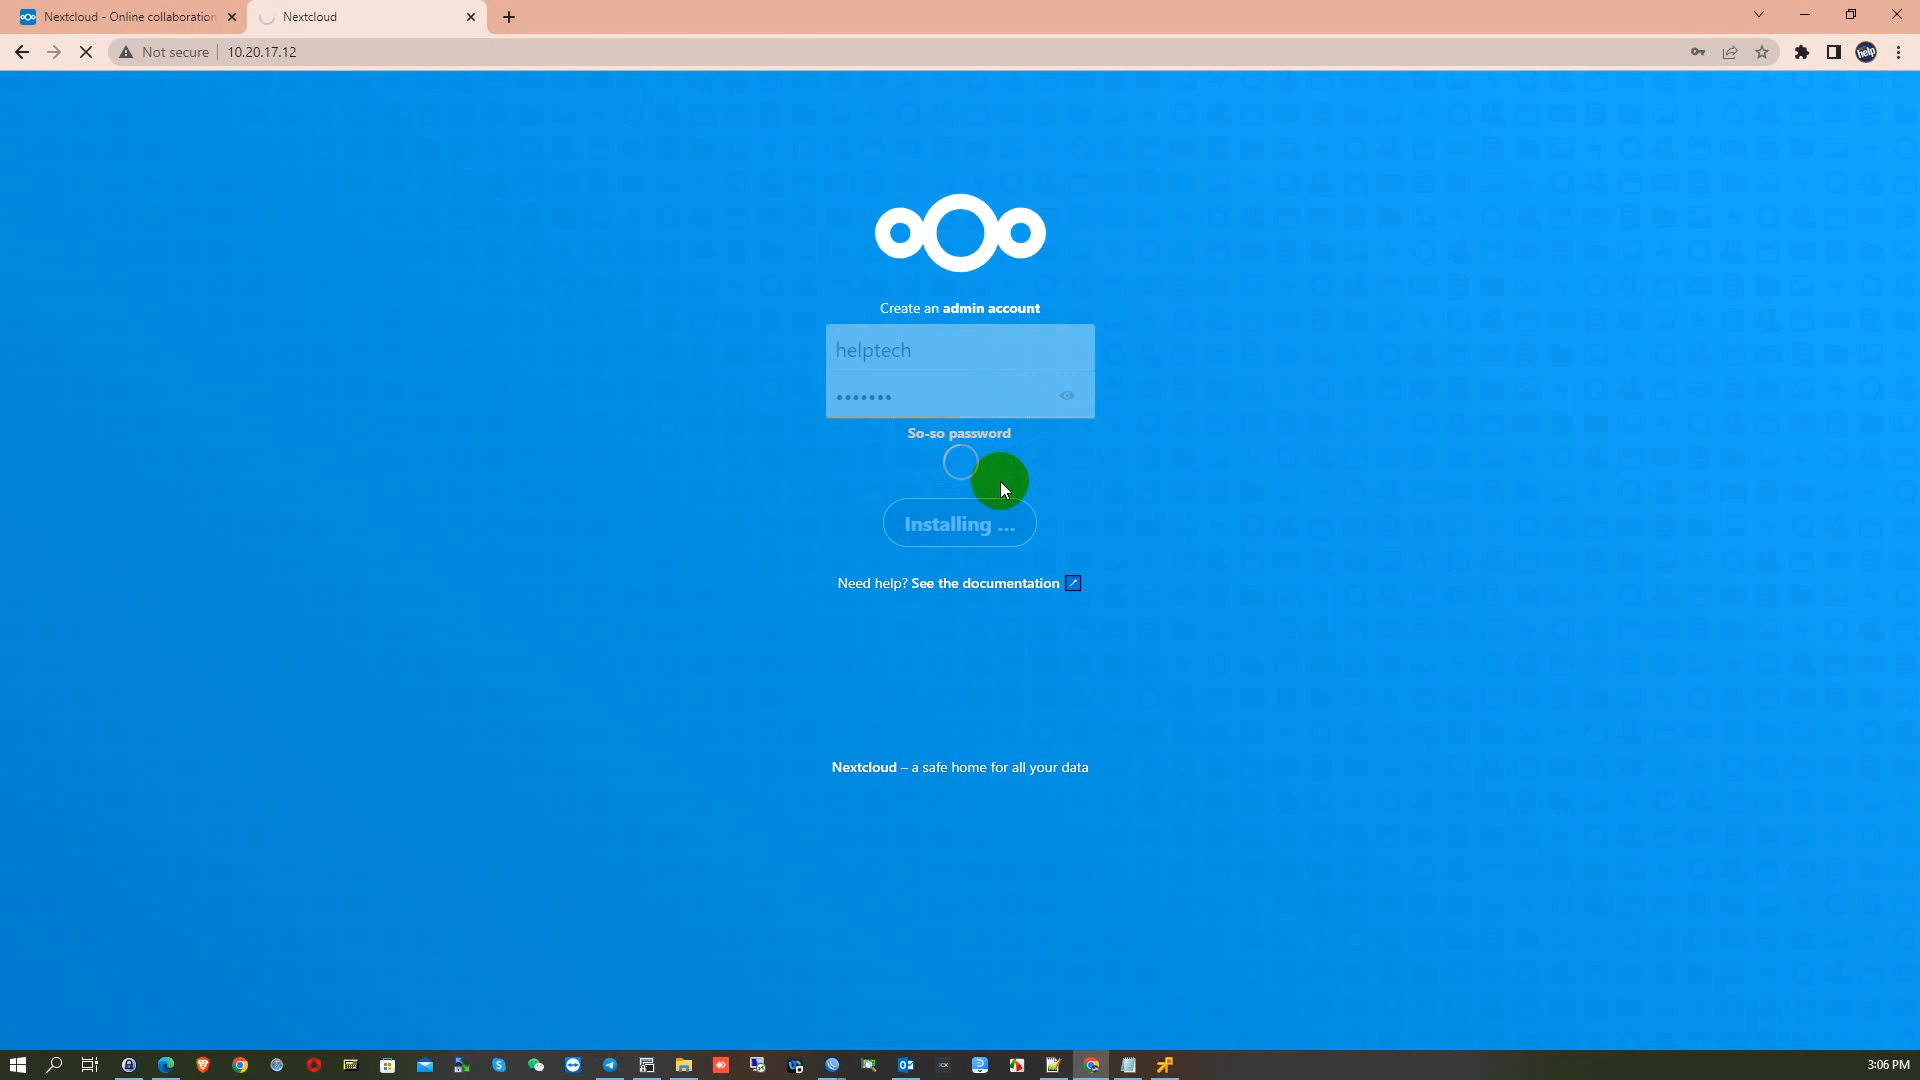 Nextcloud - Online collaboration
Nextcloud
Not secure
10.20.17.12
help
Create an admin account
helptech
•••••••
So-so password
Installing ...
Need help? See the documentation
Nextcloud – a safe home for all your data
3:06 PM